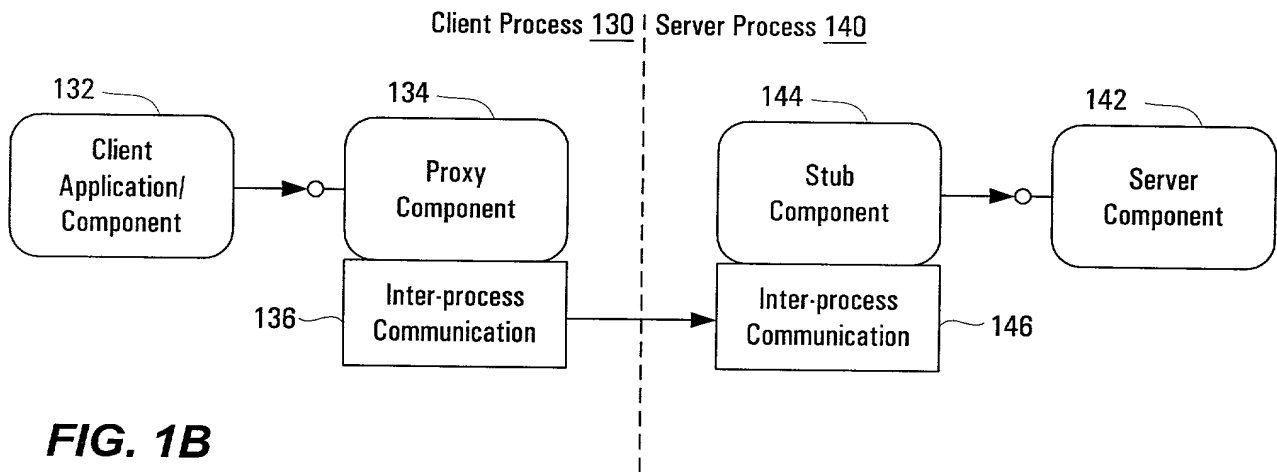 Client Process 130
Server Process 140
132
134
144
142
Client
Application/
Component
Proxy
Component
Stub
Component
Server
Component
136
Inter-process
Communication
Inter-process
Communication
146
FIG. 1B